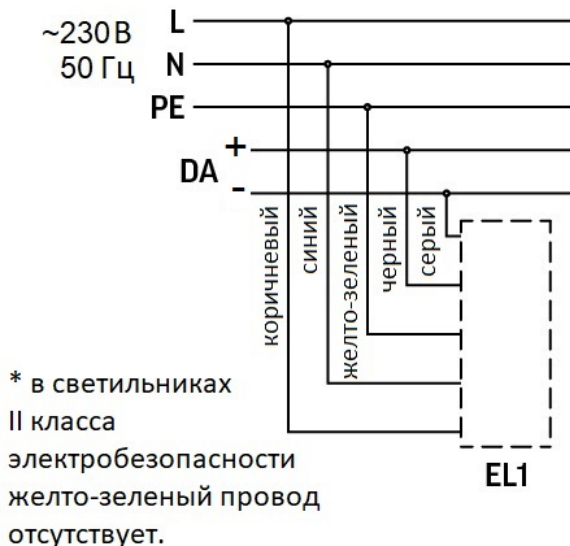 ~230В
50 Гц
L
N
PE
DA
+
-
коричневый
синий
желто-зеленый
черный
серый
EL1
* в светильниках
II класса
электробезопасности
желто-зеленый провод
отсутствует.